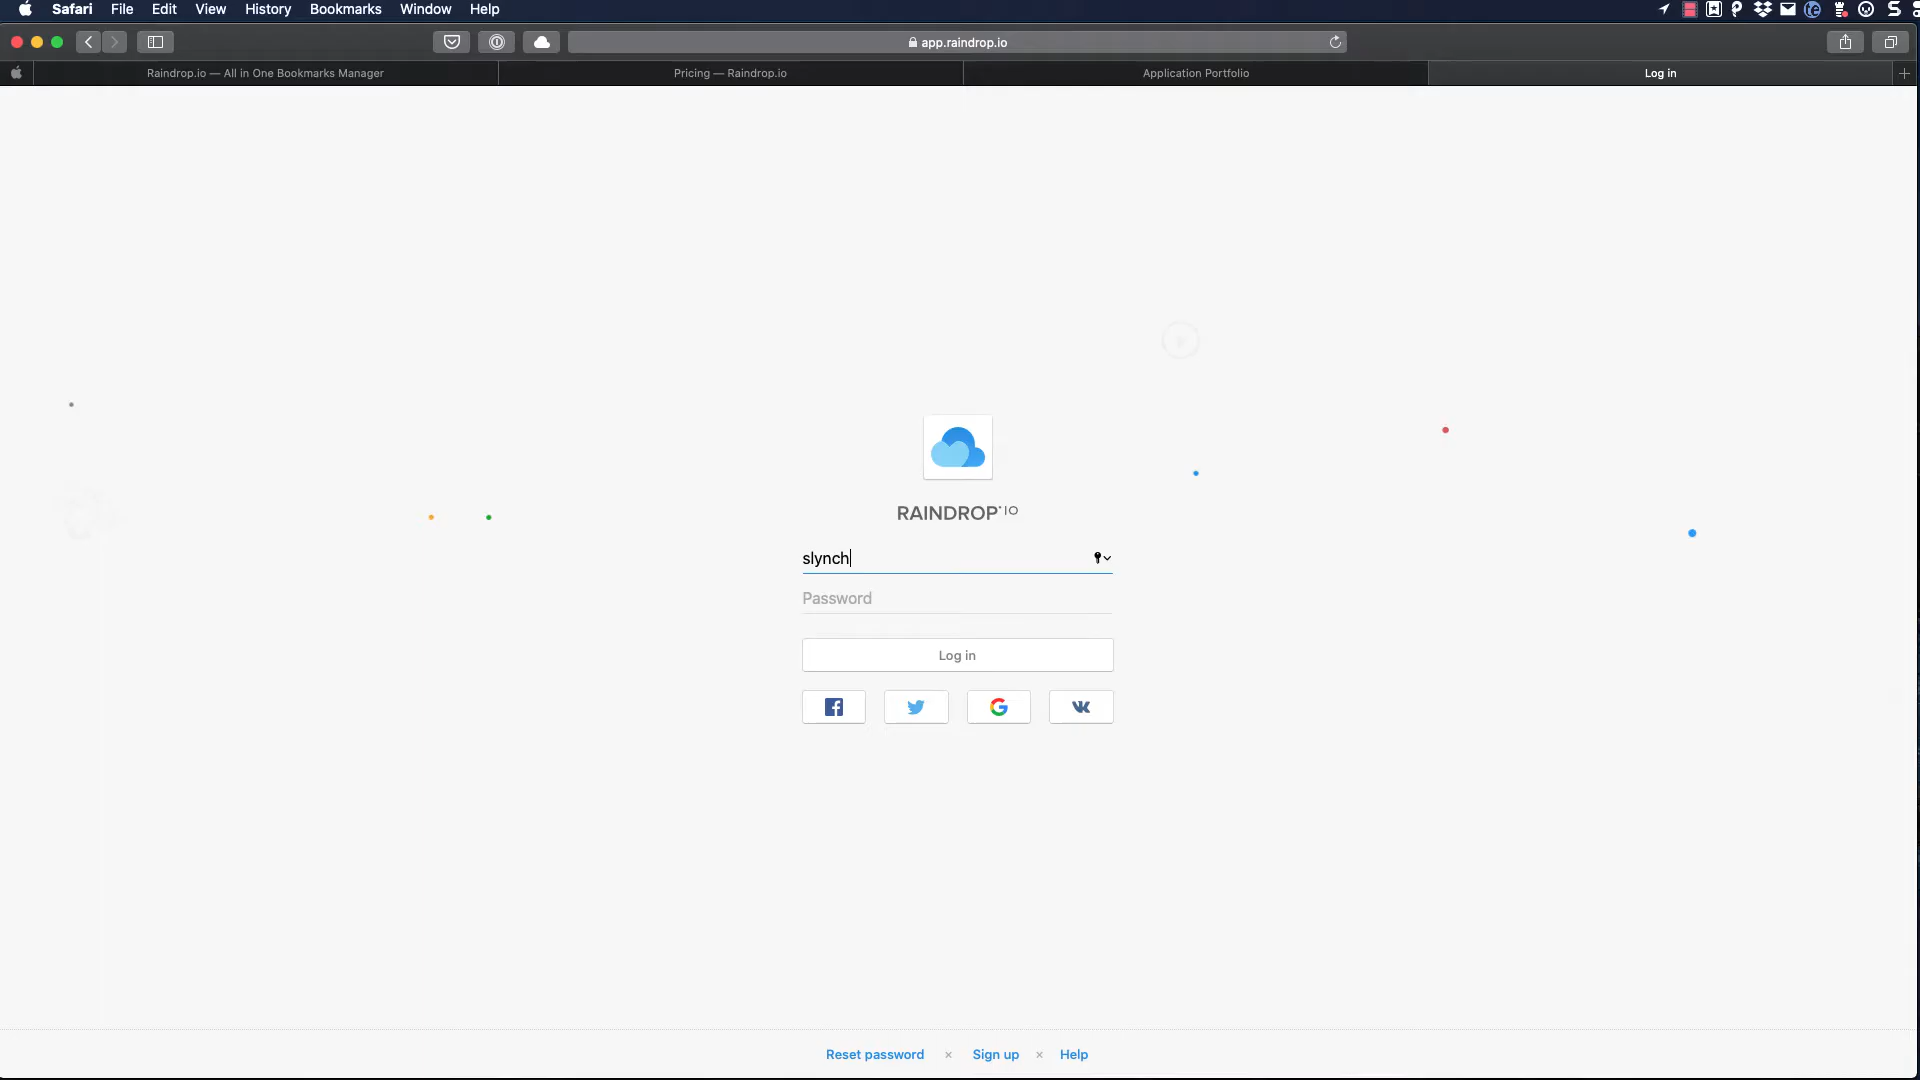 Safari File Edit View History Bookmarks Window Help
app.raindrop.io
Raindrop.io — All in One Bookmarks Manager
Pricing — Raindrop.io
Application Portfolio
Log in
RAINDROP IO
slynch
Password
Log in
Reset password × Sign up × Help